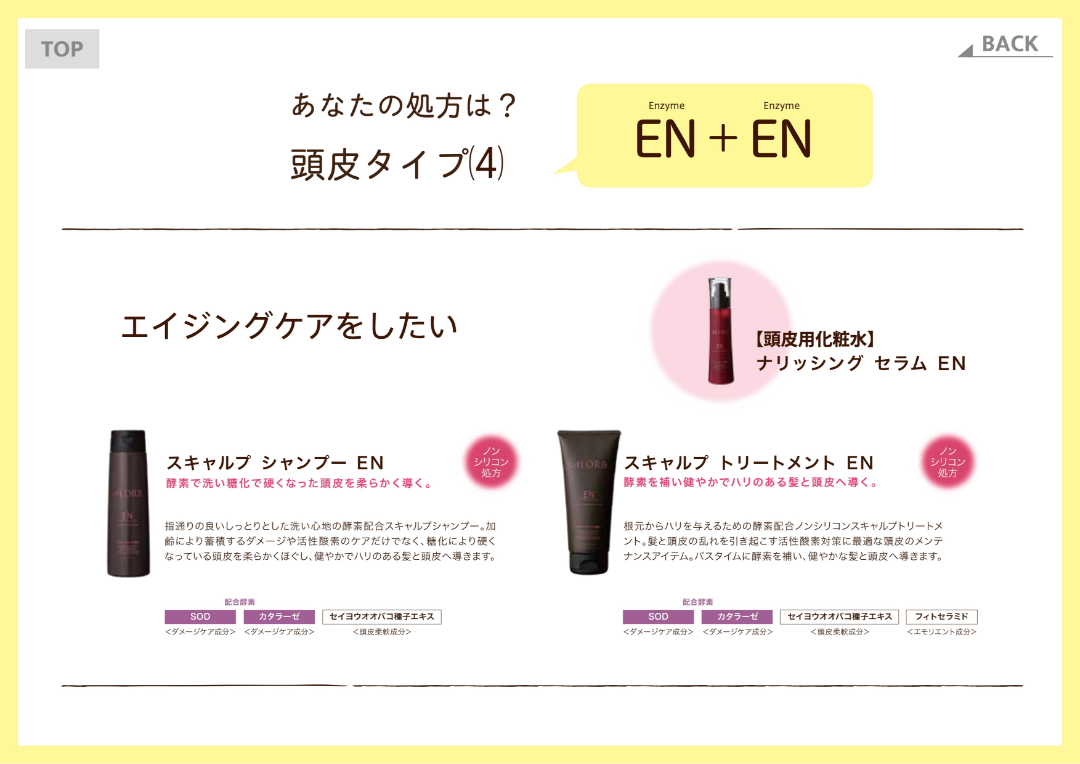 TOP
BACK
あなたの処方は？
頭皮タイプ(4)
Enzyme Enzyme
EN＋EN
エイジングケアをしたい
【頭皮用化粧水】
ナリッシング セラム EN
スキャルプ シャンプー EN
酵素で洗い糖化で硬くなった頭皮を柔らかく導く。
ノン
シリコン
処方
指通りの良いしっとりとした洗い心地の酵素配合スキャルプシャンプー。加
齢により蓄積するダメージや活性酸素のケアだけでなく、糖化により硬く
なっている頭皮を柔らかくほぐし、健やかでハリのある髪と頭皮へ導きます。
配合酵素
SOD カタラーゼ セイヨウオオバコ種子エキス
＜ダメージケア成分＞ ＜ダメージケア成分＞ ＜頭皮柔軟成分＞
LORB
EN
スキャルプ トリートメント EN
酵素を補い健やかでハリのある髪と頭皮へ導く。
ノン
シリコン
処方
根元からハリを与えるための酵素配合ノンシリコンスキャルプトリートメ
ント。髪と頭皮の乱れを引き起こす活性酸素対策に最適な頭皮のメンテ
ナンスアイテム。バスタイムに酵素を補い、健やかな髪と頭皮へ導きます。
配合酵素
SOD カタラーゼ セイヨウオオバコ種子エキス フィトセラミド
＜ダメージケア成分＞ ＜ダメージケア成分＞ ＜頭皮柔軟成分＞ ＜エモリエント成分＞
LORB
EN